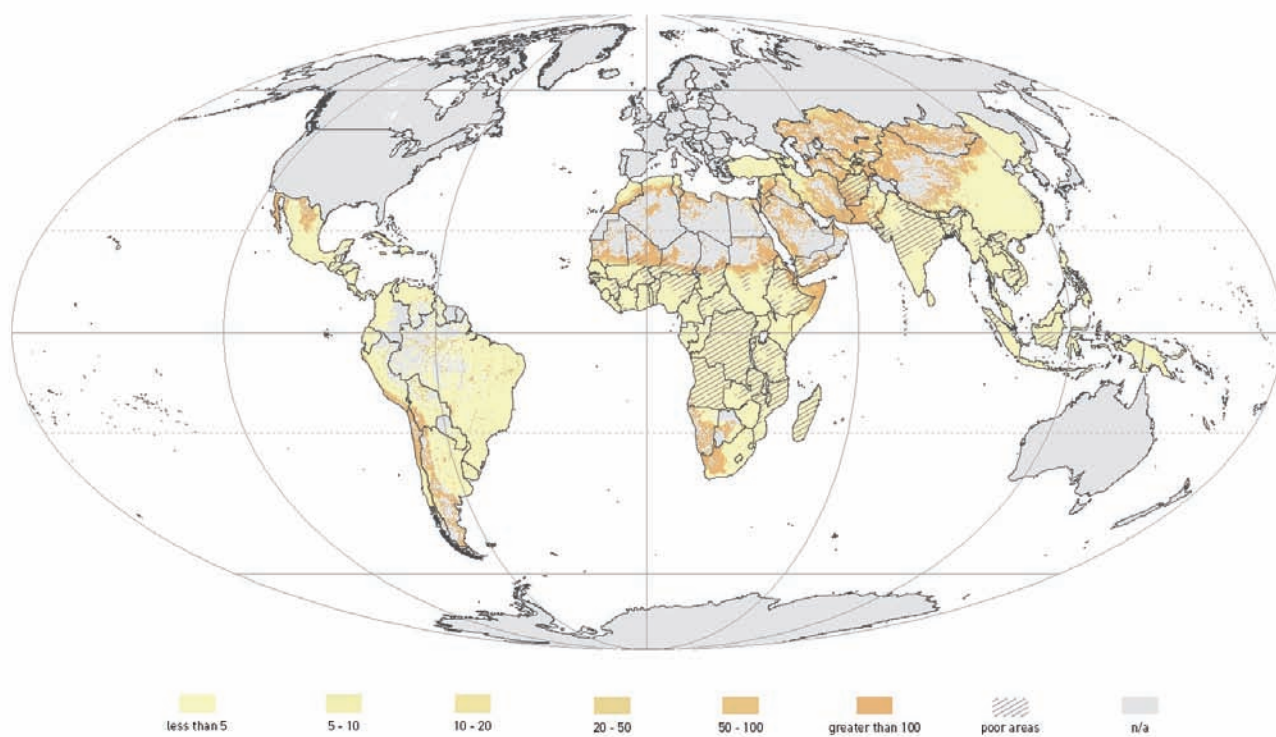 less than 5
5 - 10
10 - 20
20 - 50
50 - 100
greater than 100
poor areas
n/a